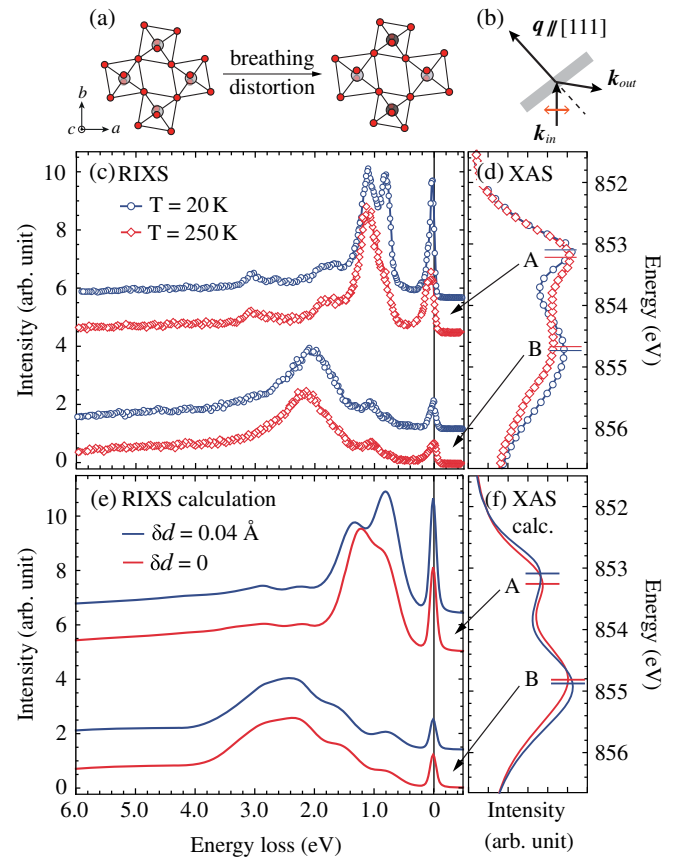 (a)
breathing
distortion
b
c
a
(b)
q // [111]
k out
k in
(c) RIXS
T = 20 K
T = 250 K
10
8
6
4
2
0
Intensity (arb. unit)
A
B
(d) XAS
852
853
854
855
856
Energy (eV)
(e) RIXS calculation
δd = 0.04 Å
δd = 0
10
8
6
4
2
0
Intensity (arb. unit)
6.0 5.0 4.0 3.0 2.0 1.0 0
Energy loss (eV)
A
B
(f) XAS
calc.
852
853
854
855
856
Energy (eV)
Intensity
(arb. unit)